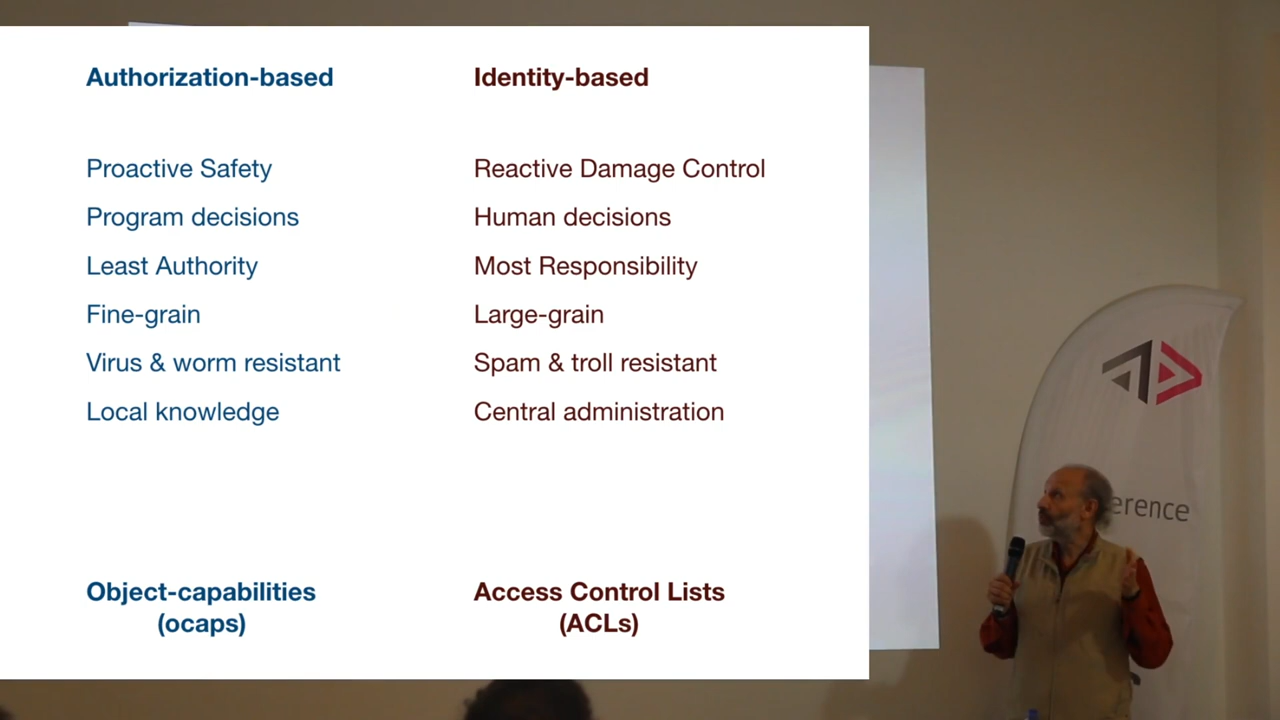 Authorization-based
Identity-based
Proactive Safety
Reactive Damage Control
Program decisions
Human decisions
Least Authority
Most Responsibility
Fine-grain
Large-grain
Virus & worm resistant
Spam & troll resistant
Local knowledge
Central administration
Object-capabilities
(ocaps)
Access Control Lists
(ACLs)
erence